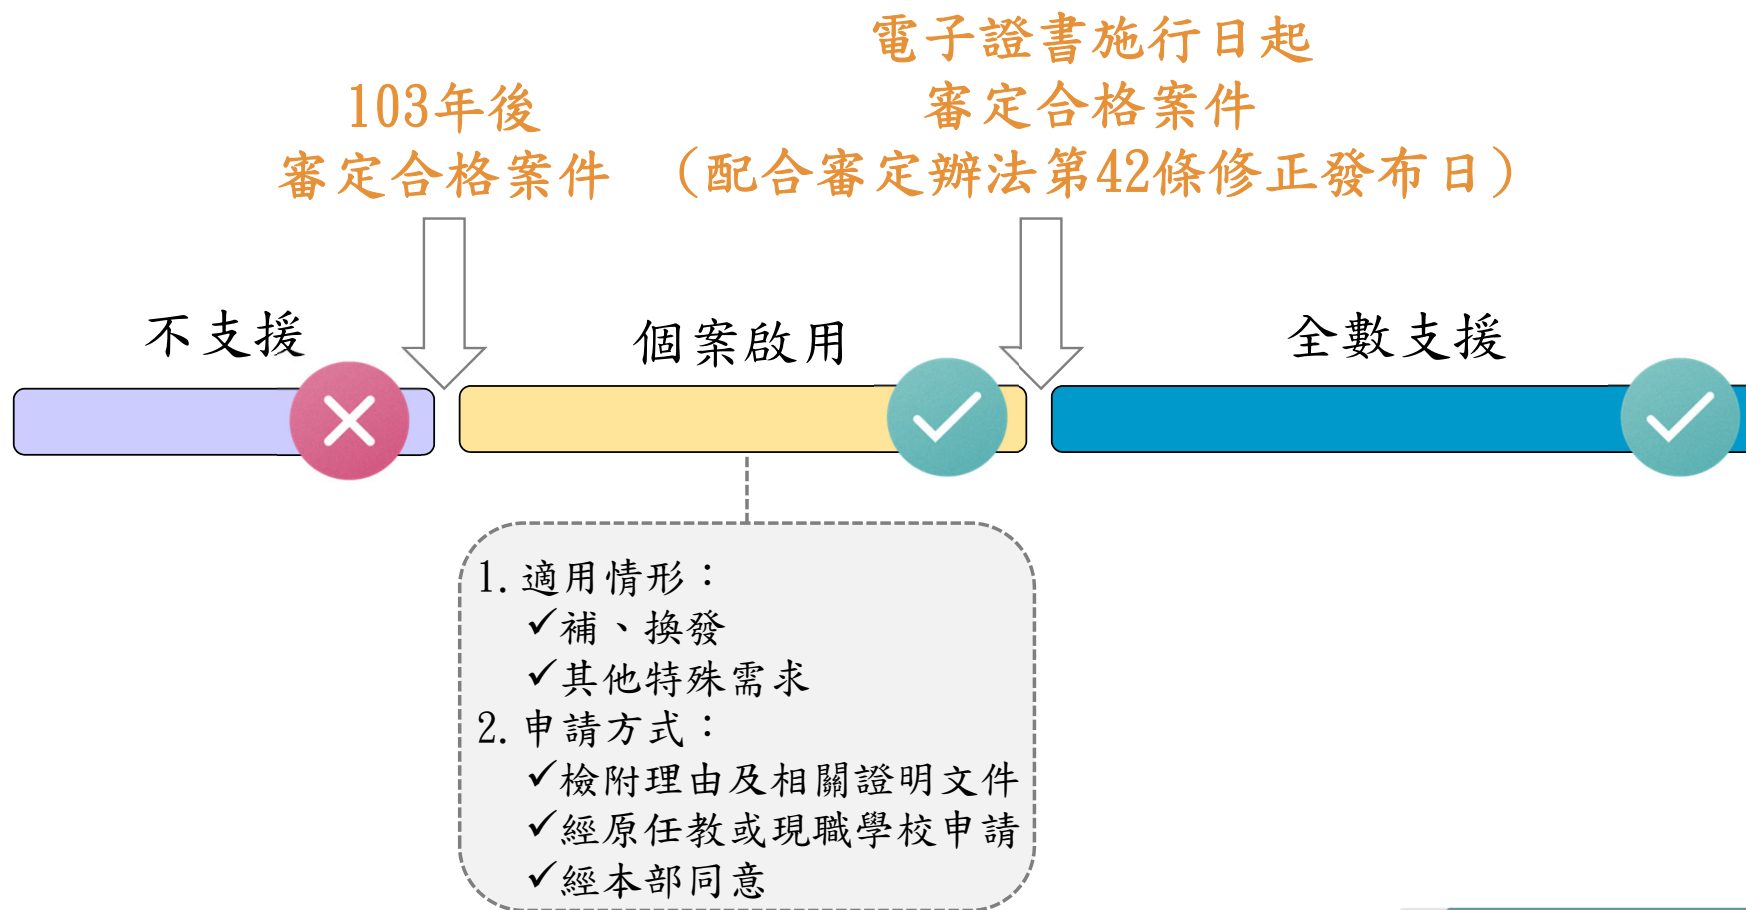 電子證書施行日起
103年後
審定合格案件
審定合格案件
（配合審定辦法第42條修正發布日）
不支援
個案啟用
全數支援
1.適用情形：
✓補、換發
✓其他特殊需求
2.申請方式：
✓檢附理由及相關證明文件
✓經原任教或現職學校申請
✓經本部同意